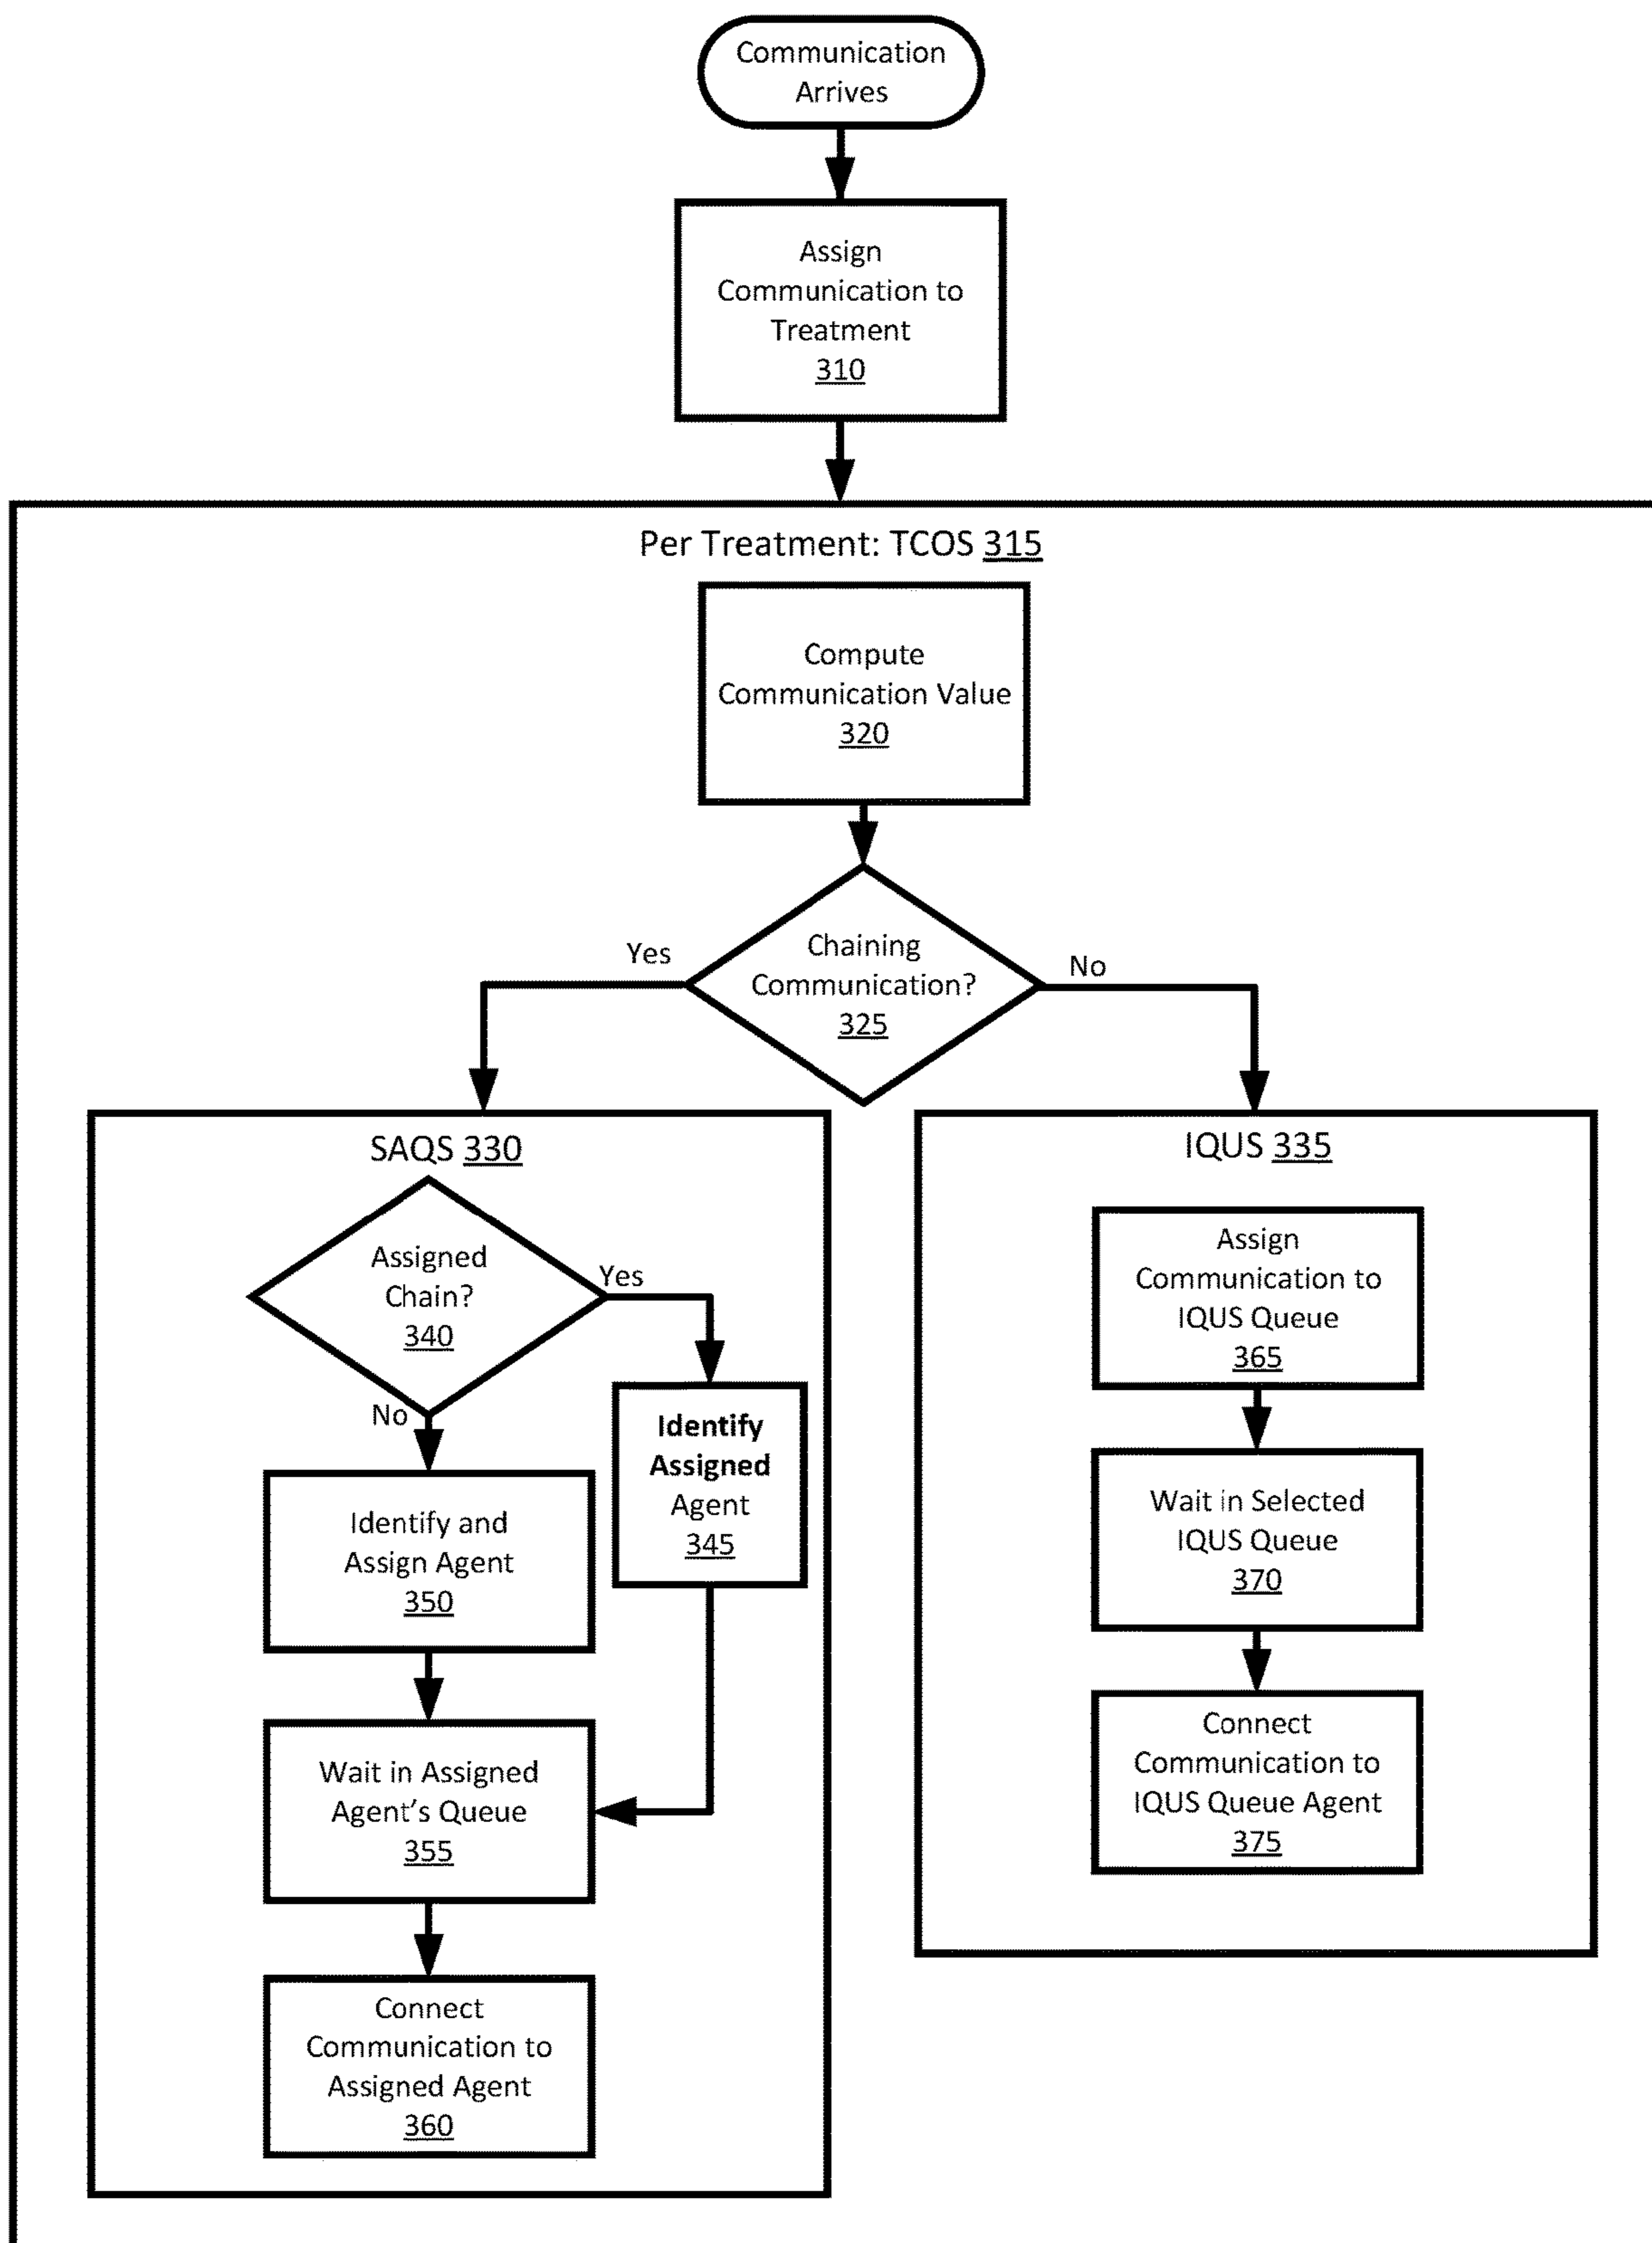 Communication
Arrives
Assign
Communication to
Treatment
310
Per Treatment: TCOS 315
Compute
Communication Value
320
Chaining
Communication?
325
Yes
No
SAQS 330
Assigned
Chain?
340
Yes
No
Identify
Assigned
Agent
345
Identify and
Assign Agent
350
Wait in Assigned
Agent's Queue
355
Connect
Communication to
Assigned Agent
360
IQUS 335
Assign
Communication to
IQUS Queue
365
Wait in Selected
IQUS Queue
370
Connect
Communication to
IQUS Queue Agent
375